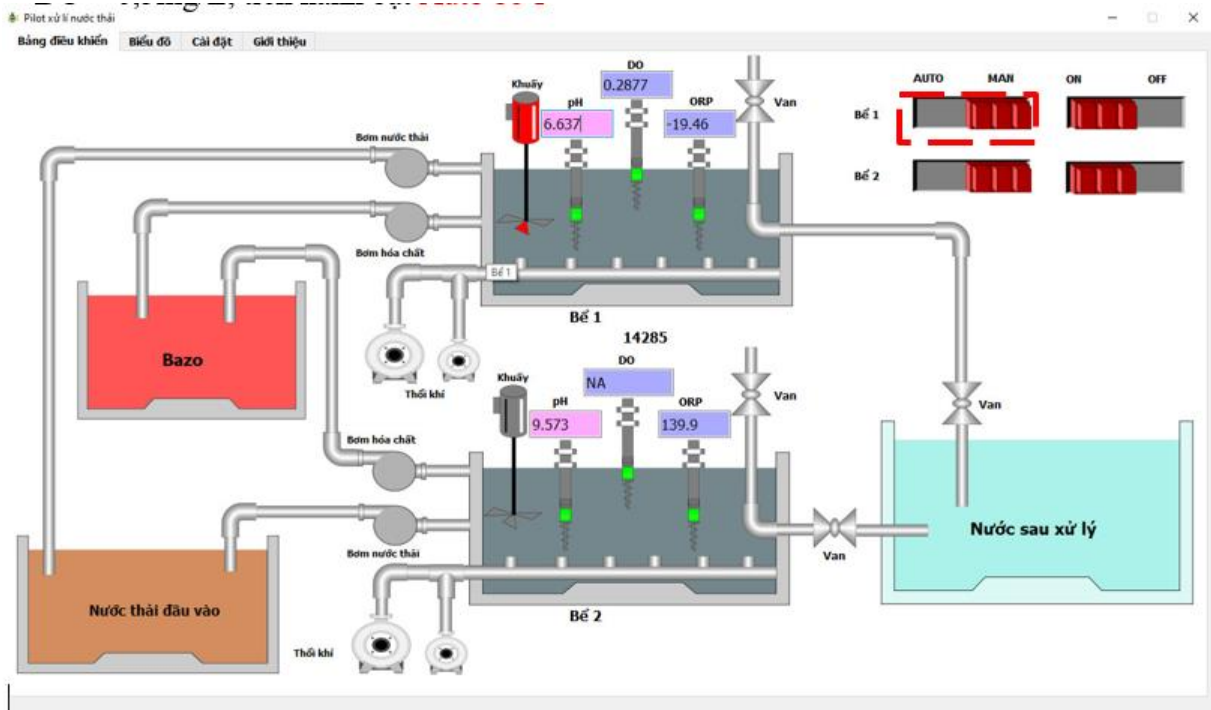 Pilot xử lí nước thải
Bảng điều khiển Biểu đồ Cài đặt Giới thiệu
DO
AUTO MAN ON OFF
Khuấy 0.2877
pH ORP Van
6.637 -19.46 Bể 1
Bơm nước thải
Bể 2
Bơm hóa chất
Bể 1
Bể 1
14285
Bazo
DO
Khuấy NA
Thổi khí
pH ORP Van
Van
9.573 139.9
Bơm hóa chất
Nước sau xử lý
Bơm nước thải
Van
Nước thải đầu vào
Bể 2
Thổi khí